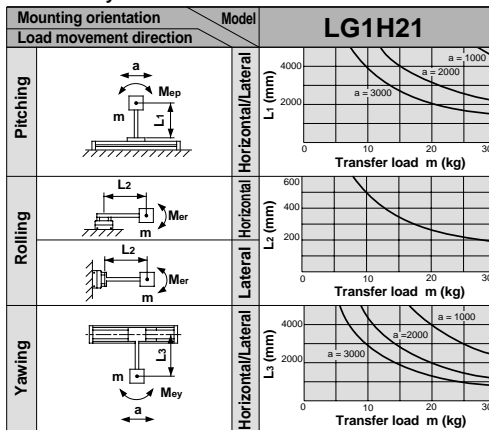 Mounting orientation
Model
Load movement direction
LG1H21
Pitching
a
Mep
m
L1
Horizontal/Lateral
L1 (mm)
4000
2000
a = 1000
a = 2000
a = 3000
0 10 20 30
Transfer load m (kg)
Rolling
L2
Mer
m
Horizontal
L2
Mer
m
Lateral
L2 (mm)
600
400
200
0 10 20 30
Transfer load m (kg)
Yawing
L3
m
Mey
a
Horizontal/Lateral
L3 (mm)
4000
2000
a = 1000
a =2000
a = 3000
0 10 20 30
Transfer load m (kg)